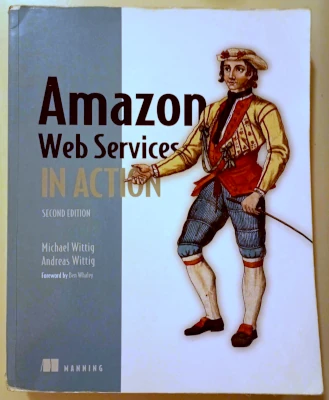 Amazon
Web Services
IN ACTION
SECOND EDITION
Michael Wittig
Andreas Wittig
Foreword by Ben Whaley
MANNING